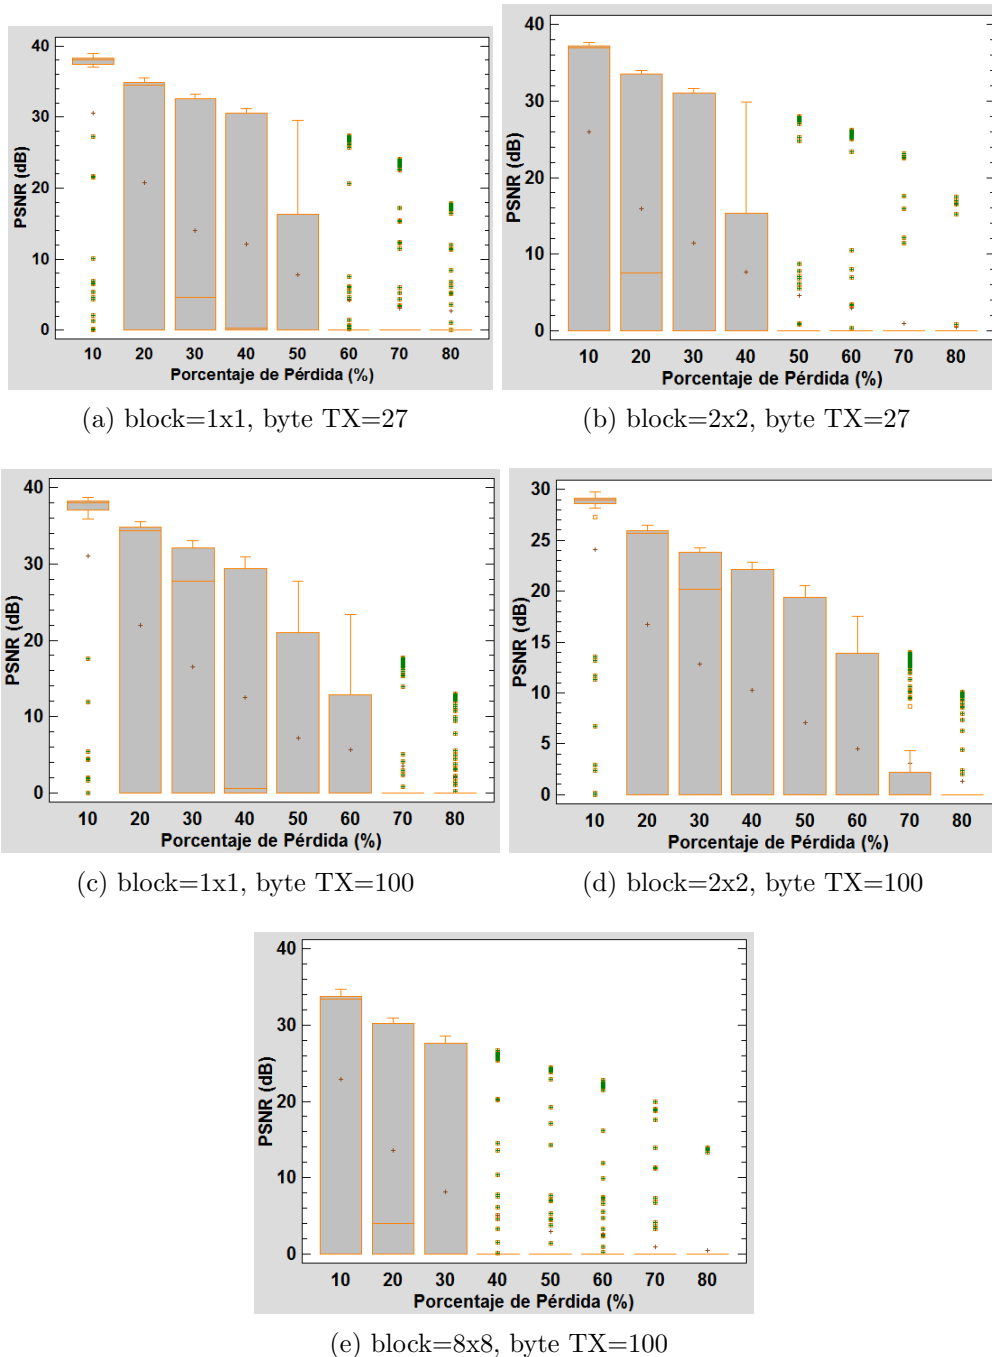 PSNR (dB)
40
30
20
10
0
10 20 30 40 50 60 70 80
Porcentaje de Pérdida (%)
(a) block=1x1, byte TX=27
PSNR (dB)
40
30
20
10
0
10 20 30 40 50 60 70 80
Porcentaje de Pérdida (%)
(b) block=2x2, byte TX=27
PSNR (dB)
40
30
20
10
0
10 20 30 40 50 60 70 80
Porcentaje de Pérdida (%)
(c) block=1x1, byte TX=100
PSNR (dB)
30
25
20
15
10
5
0
10 20 30 40 50 60 70 80
Porcentaje de Pérdida (%)
(d) block=2x2, byte TX=100
PSNR (dB)
40
30
20
10
0
10 20 30 40 50 60 70 80
Porcentaje de Pérdida (%)
(e) block=8x8, byte TX=100